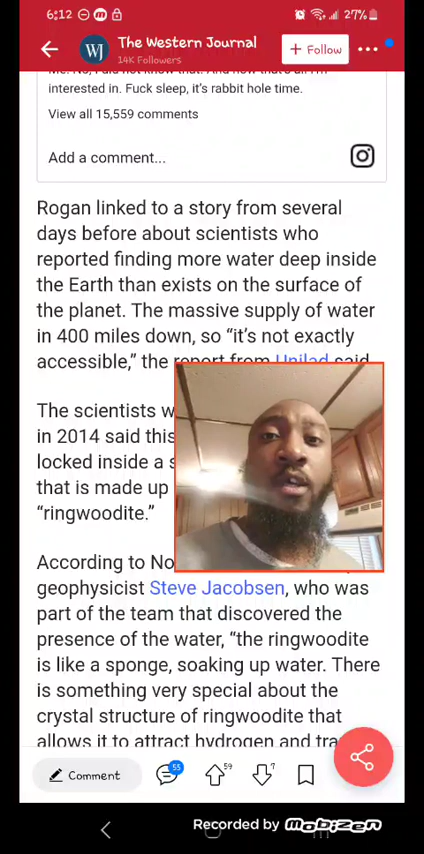 6:12
27%
WJ
The Western Journal
14K Followers
+ Follow
interested in. Fuck sleep, it's rabbit hole time.
View all 15,559 comments
Add a comment...
Rogan linked to a story from several
days before about scientists who
reported finding more water deep inside
the Earth than exists on the surface of
the planet. The massive supply of water
in 400 miles down, so “it's not exactly
accessible,” the report from Unilad said
The scientists w
in 2014 said this
locked inside a s
that is made up
“ringwoodite.”
According to No
geophysicist Steve Jacobsen, who was
part of the team that discovered the
presence of the water, “the ringwoodite
is like a sponge, soaking up water. There
is something very special about the
crystal structure of ringwoodite that
allows it to attract hydrogen and tra
Comment
55
59
7
Recorded by mobizen